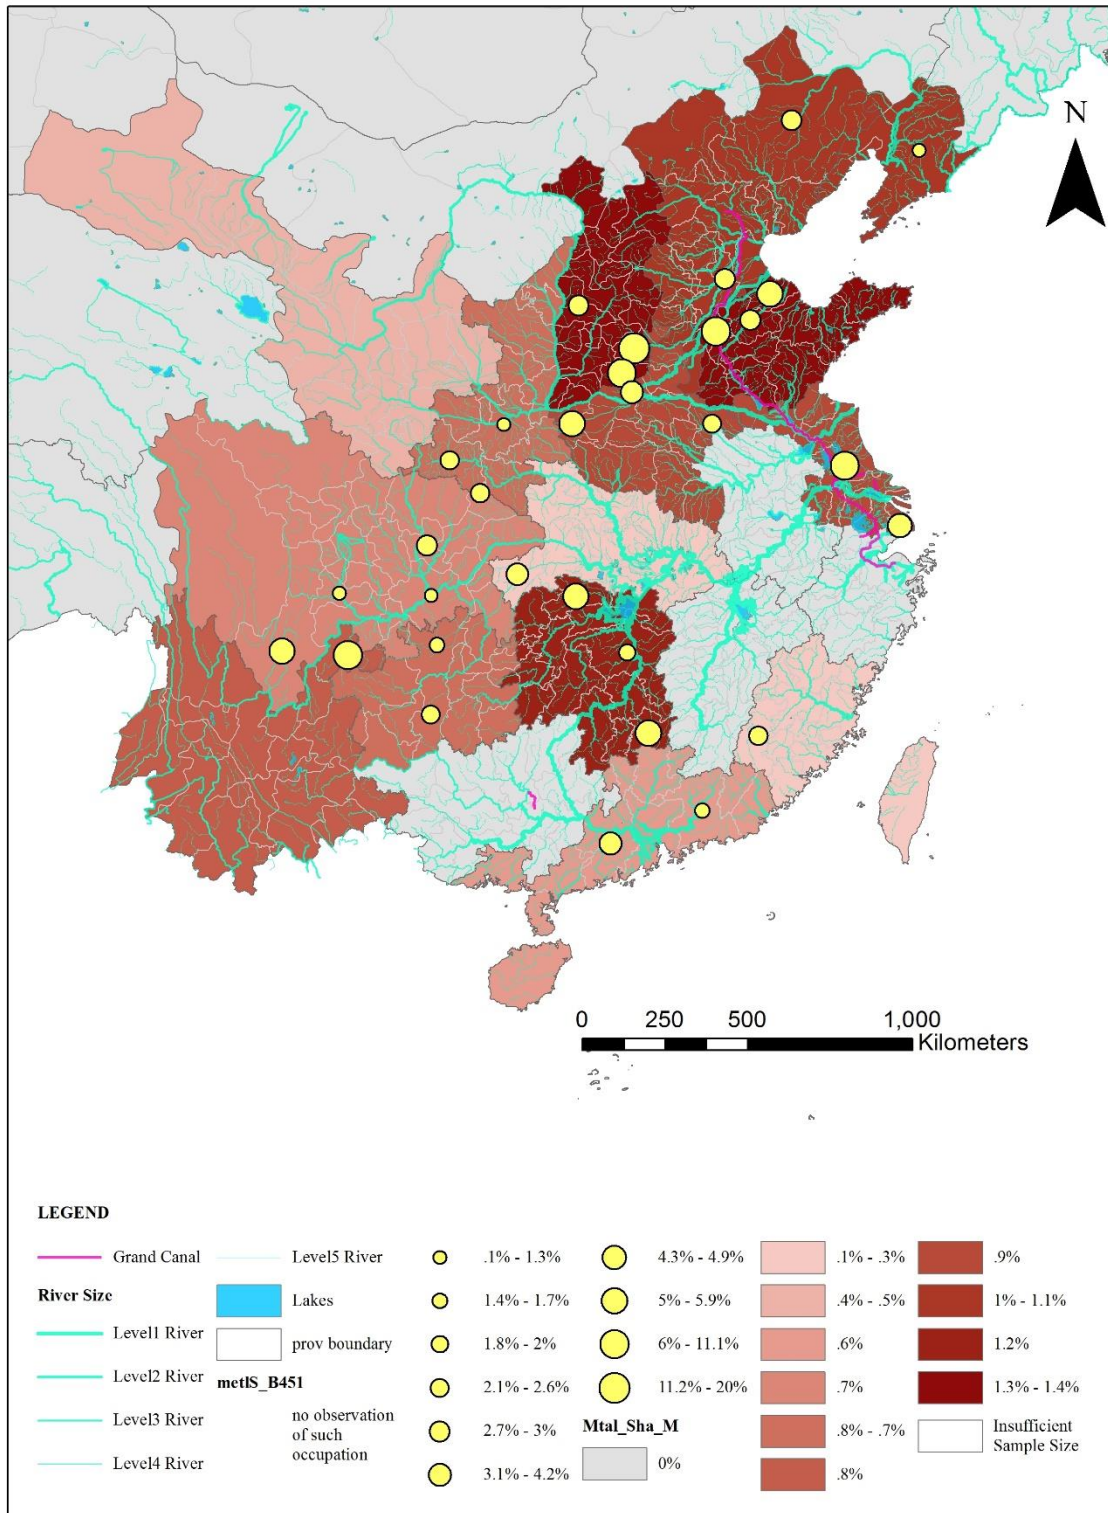 N
0 250 500 1,000
Kilometers
LEGEND
Grand Canal
River Size
Level1 River
Level2 River
Level3 River
Level4 River
Level5 River
Lakes
prov boundary
metlS_B451
no observation
of such
occupation
.1% - 1.3%
1.4% - 1.7%
1.8% - 2%
2.1% - 2.6%
2.7% - 3%
3.1% - 4.2%
4.3% - 4.9%
5% - 5.9%
6% - 11.1%
11.2% - 20%
Mtal_Sha_M
0%
.1% - .3%
.4% - .5%
.6%
.7%
.8% - .7%
.8%
.9%
1% - 1.1%
1.2%
1.3% - 1.4%
Insufficient
Sample Size